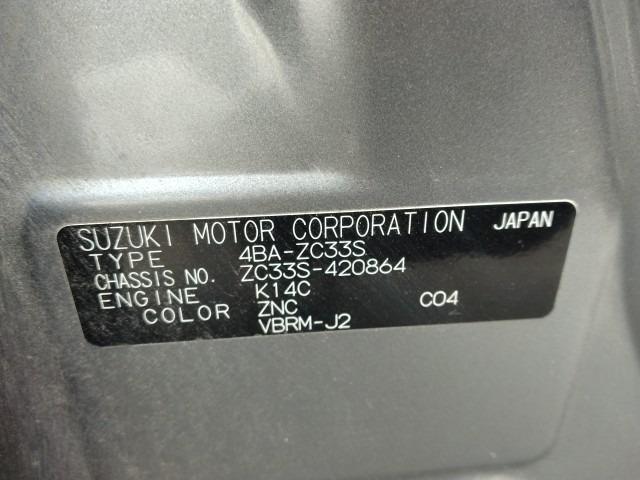 SUZUKI MOTOR CORPORATION JAPAN
TYPE 4BA-ZC33S
CHASSIS NO. ZC33S-420864
ENGINE K14C
COLOR ZNC C04
VBRM-J2